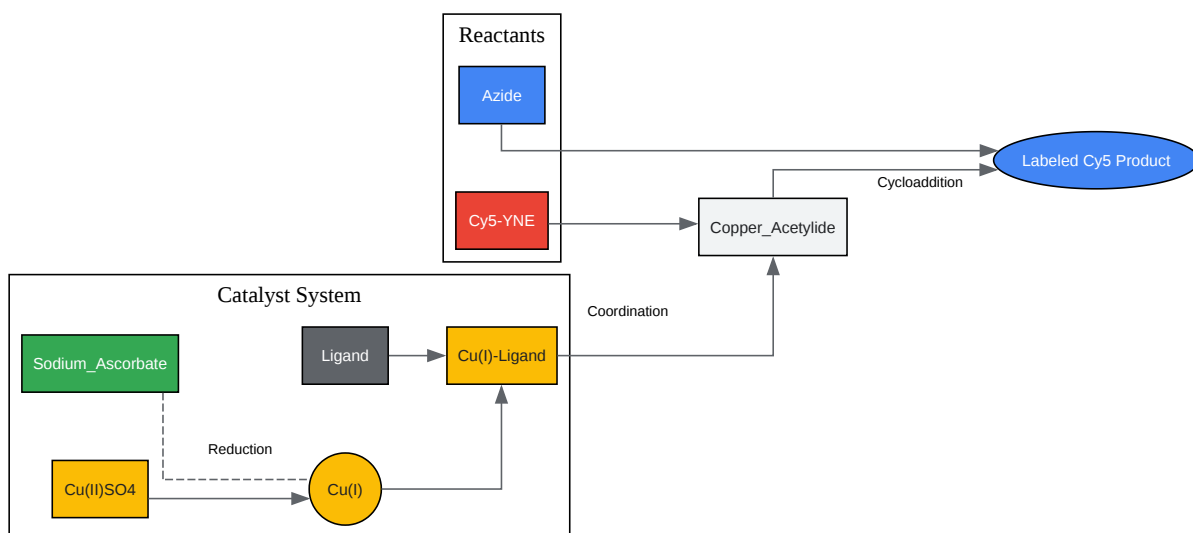 Reactants
Azide
Labeled Cy5 Product
Cycloaddition
Cy5-YNE
Copper_Acetylide
Catalyst System
Coordination
Sodium_Ascorbate
Ligand
Cu(I)-Ligand
Reduction
Cu(II)SO4
Cu(I)